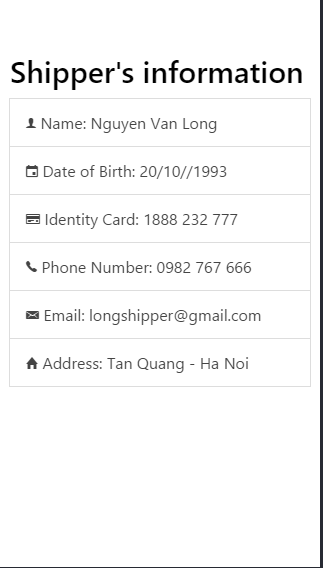 Shipper's information
Name: Nguyen Van Long
Date of Birth: 20/10//1993
Identity Card: 1888 232 777
Phone Number: 0982 767 666
Email: longshipper@gmail.com
Address: Tan Quang - Ha Noi